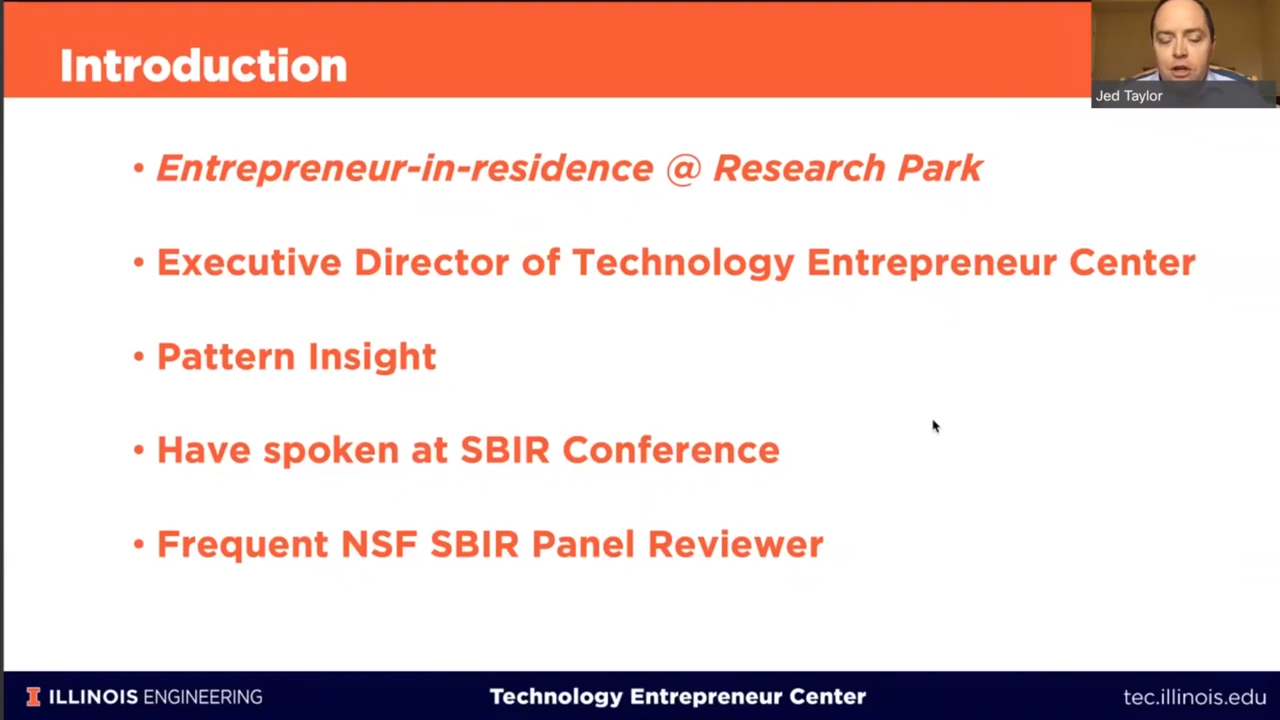 Introduction
Jed Taylor
• Entrepreneur-in-residence @ Research Park
• Executive Director of Technology Entrepreneur Center
• Pattern Insight
• Have spoken at SBIR Conference
• Frequent NSF SBIR Panel Reviewer
I ILLINOIS ENGINEERING
Technology Entrepreneur Center
tec.illinois.edu